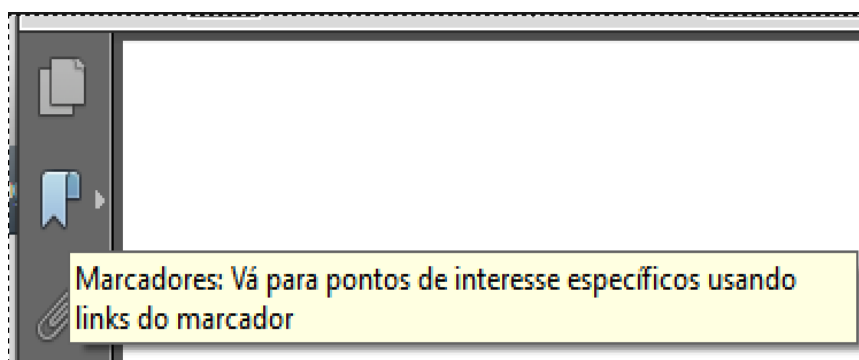 Marcadores: Vá para pontos de interesse específicos usando
links do marcador